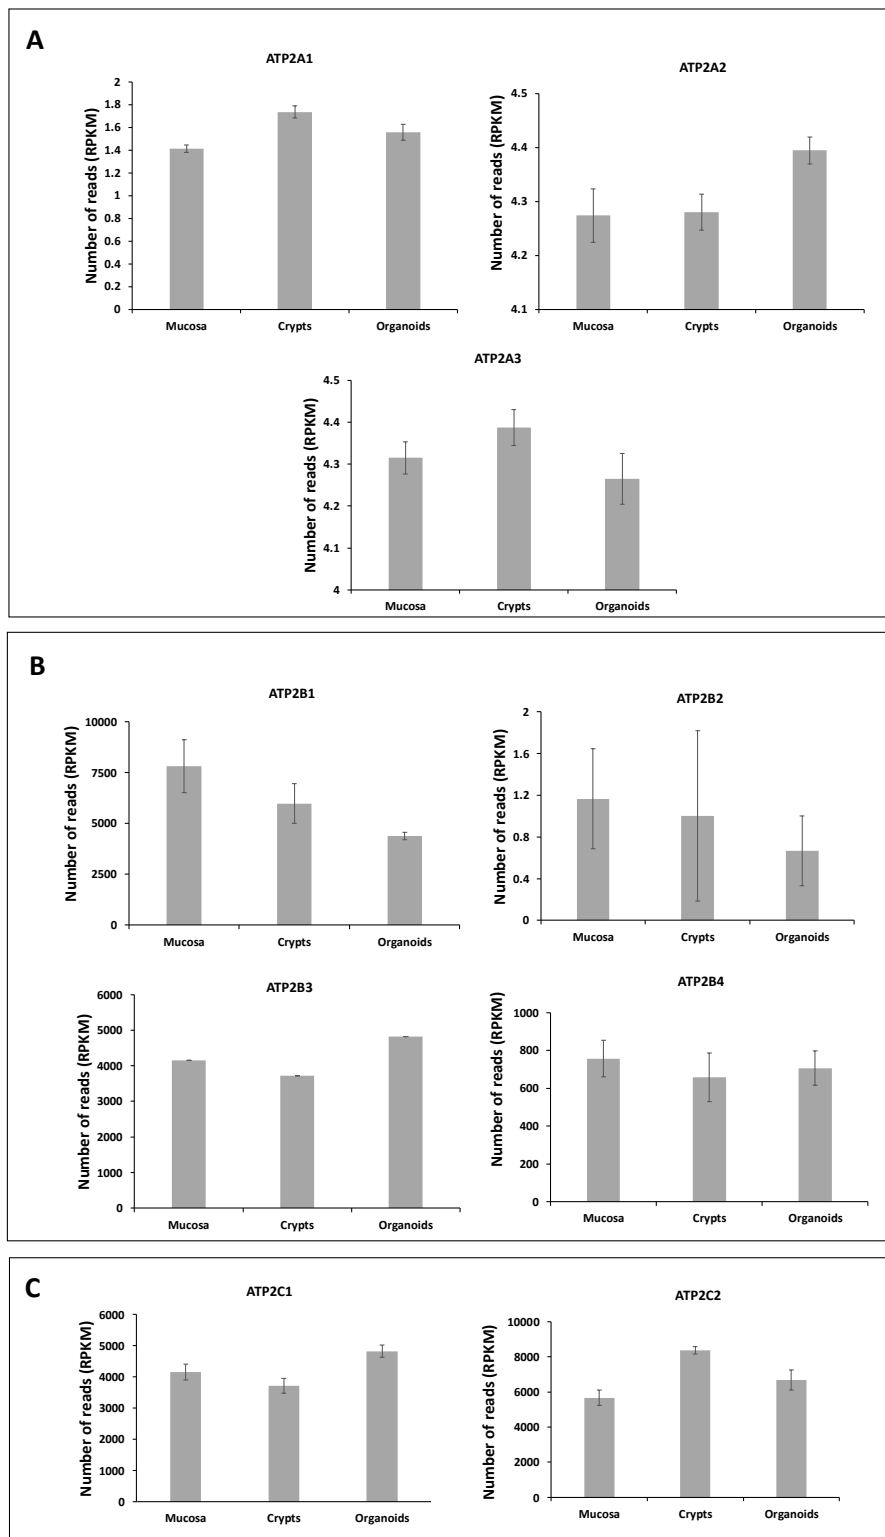 A
ATP2A1
Number of reads (RPKM)
2
1.8
1.6
1.4
1.2
1
0.8
0.6
0.4
0.2
0
Mucosa Crypts Organoids
ATP2A2
Number of reads (RPKM)
4.5
4.4
4.3
4.2
4.1
Mucosa Crypts Organoids
ATP2A3
Number of reads (RPKM)
4.5
4.4
4.3
4.2
4.1
4
Mucosa Crypts Organoids
B
ATP2B1
Number of reads (RPKM)
10000
7500
5000
2500
0
Mucosa Crypts Organoids
ATP2B2
Number of reads (RPKM)
2
1.6
1.2
0.8
0.4
0
Mucosa Crypts Organoids
ATP2B3
Number of reads (RPKM)
6000
5000
4000
3000
2000
1000
0
Mucosa Crypts Organoids
ATP2B4
Number of reads (RPKM)
1000
800
600
400
200
0
Mucosa Crypts Organoids
C
ATP2C1
Number of reads (RPKM)
6000
5000
4000
3000
2000
1000
0
Mucosa Crypts Organoids
ATP2C2
Number of reads (RPKM)
10000
8000
6000
4000
2000
0
Mucosa Crypts Organoids